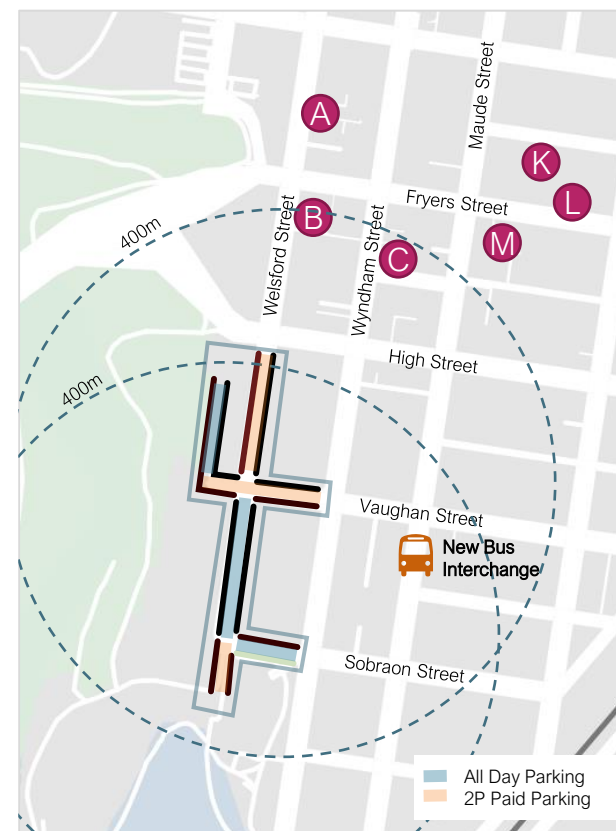 A
Maude Street
K
L
Fryers Street
B
M
400m
Welsford Street
Wyndham Street
C
High Street
400m
Vaughan Street
New Bus
Interchange
Sobraon Street
All Day Parking
2P Paid Parking